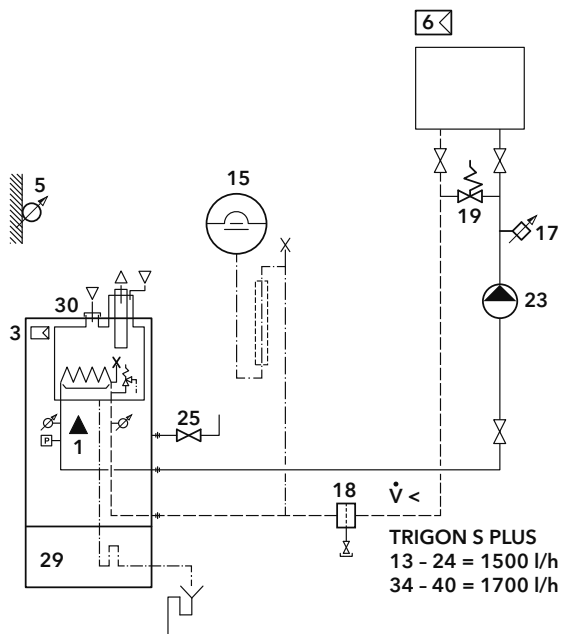 6
5
15
19
17
30
23
3
25
P
1
18
V̇ <
29
TRIGON S PLUS
13 – 24 = 1500 l/h
34 – 40 = 1700 l/h